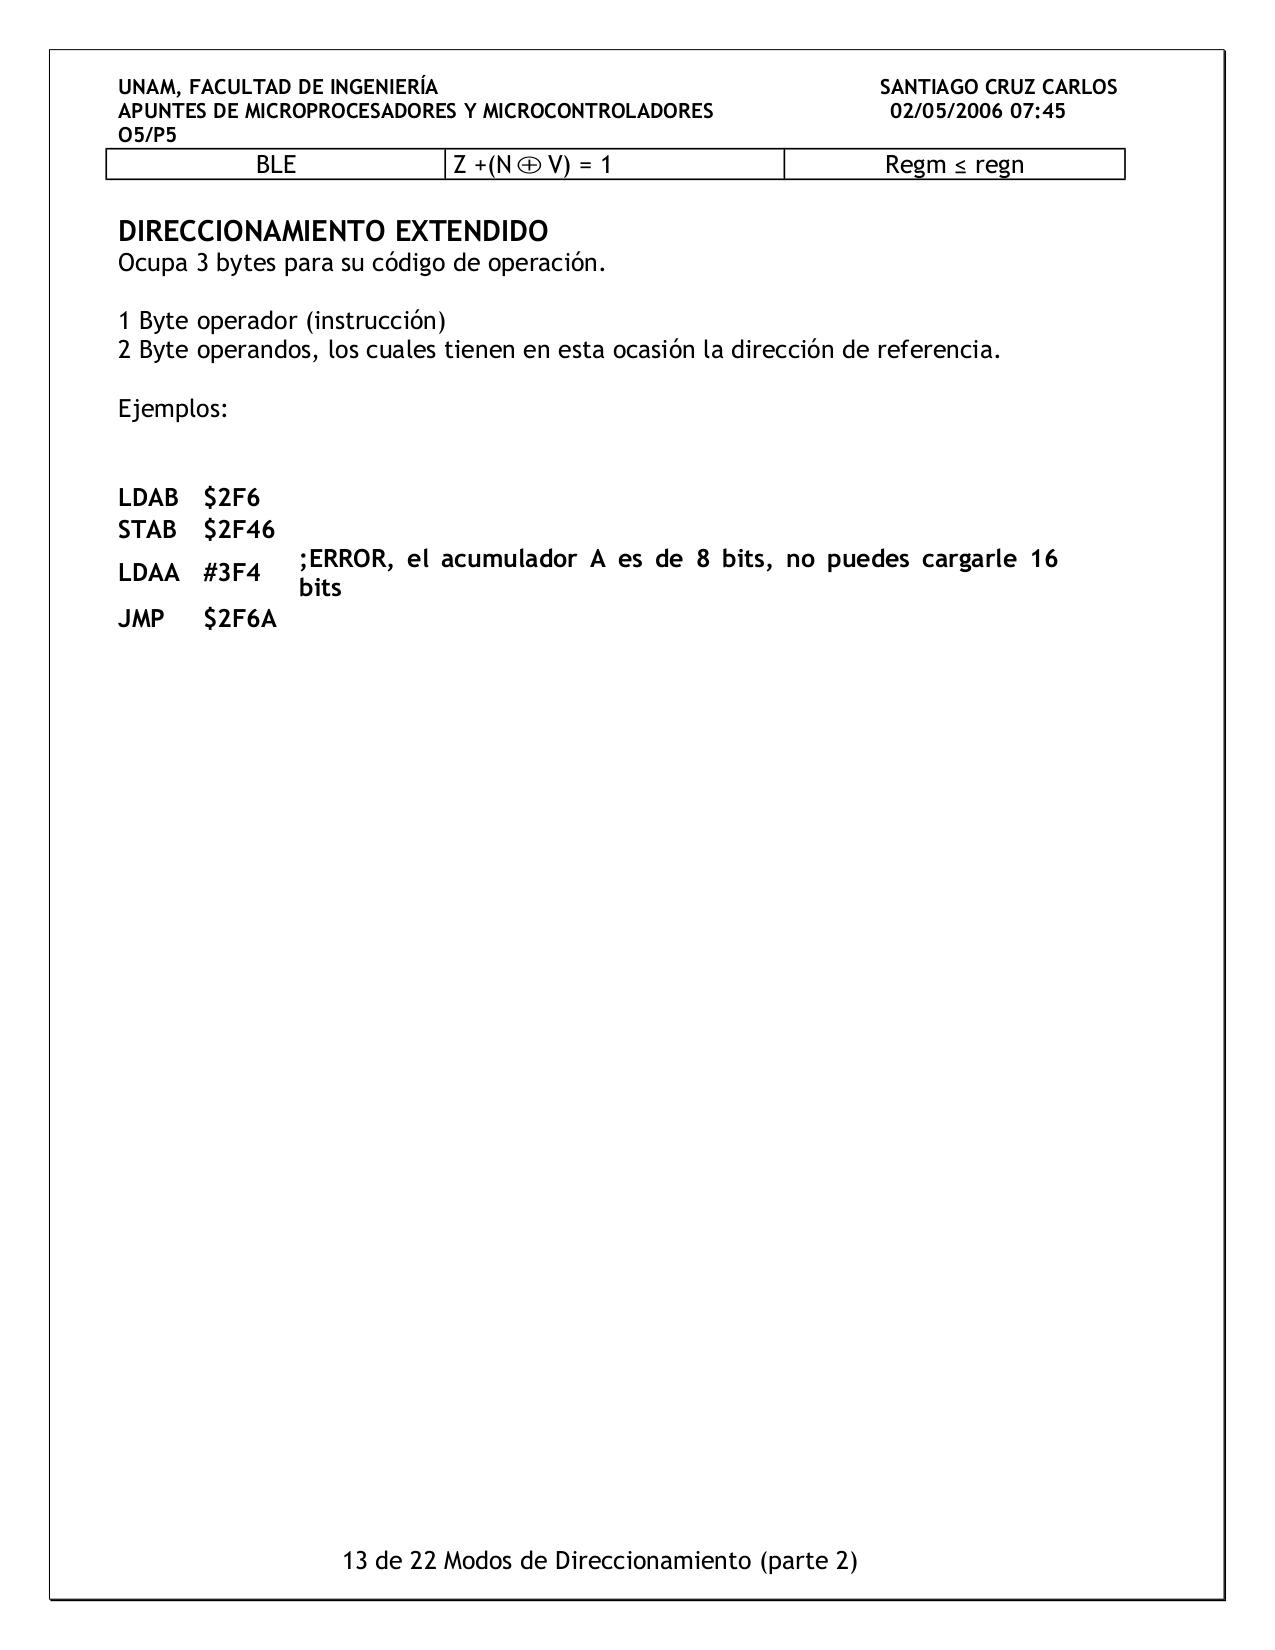 UNAM, FACULTAD DE INGENIERÍA SANTIAGO CRUZ CARLOS
APUNTES DE MICROPROCESADORES Y MICROCONTROLADORES 02/05/2006 07:45
O5/P5
BLE Z +(N ⊕ V) = 1 Regm ≤ regn
DIRECCIONAMIENTO EXTENDIDO
Ocupa 3 bytes para su código de operación.
1 Byte operador (instrucción)
2 Byte operandos, los cuales tienen en esta ocasión la dirección de referencia.
Ejemplos:
LDAB $2F6
STAB $2F46
LDAA #3F4 ;ERROR, el acumulador A es de 8 bits, no puedes cargarle 16
bits
JMP $2F6A
13 de 22 Modos de Direccionamiento (parte 2)